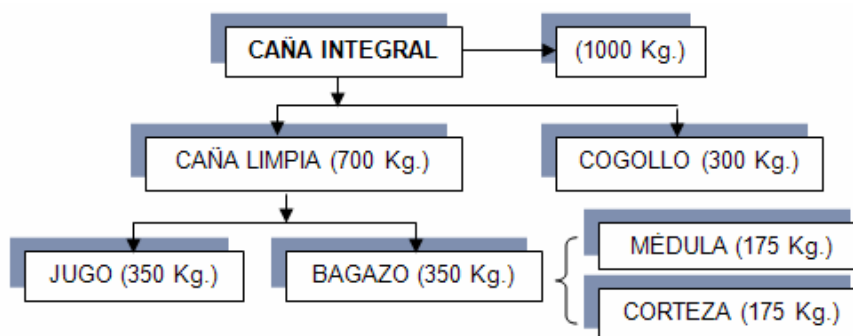 CAÑA INTEGRAL
(1000 Kg.)
CAÑA LIMPIA (700 Kg.)
COGOLLO (300 Kg.)
JUGO (350 Kg.)
BAGAZO (350 Kg.)
MÉDULA (175 Kg.)
CORTEZA (175 Kg.)